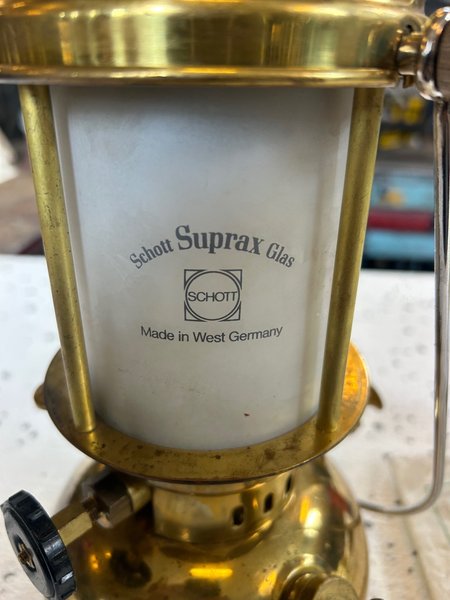 Schott Suprax Glas
SCHOTT
Made in West Germany